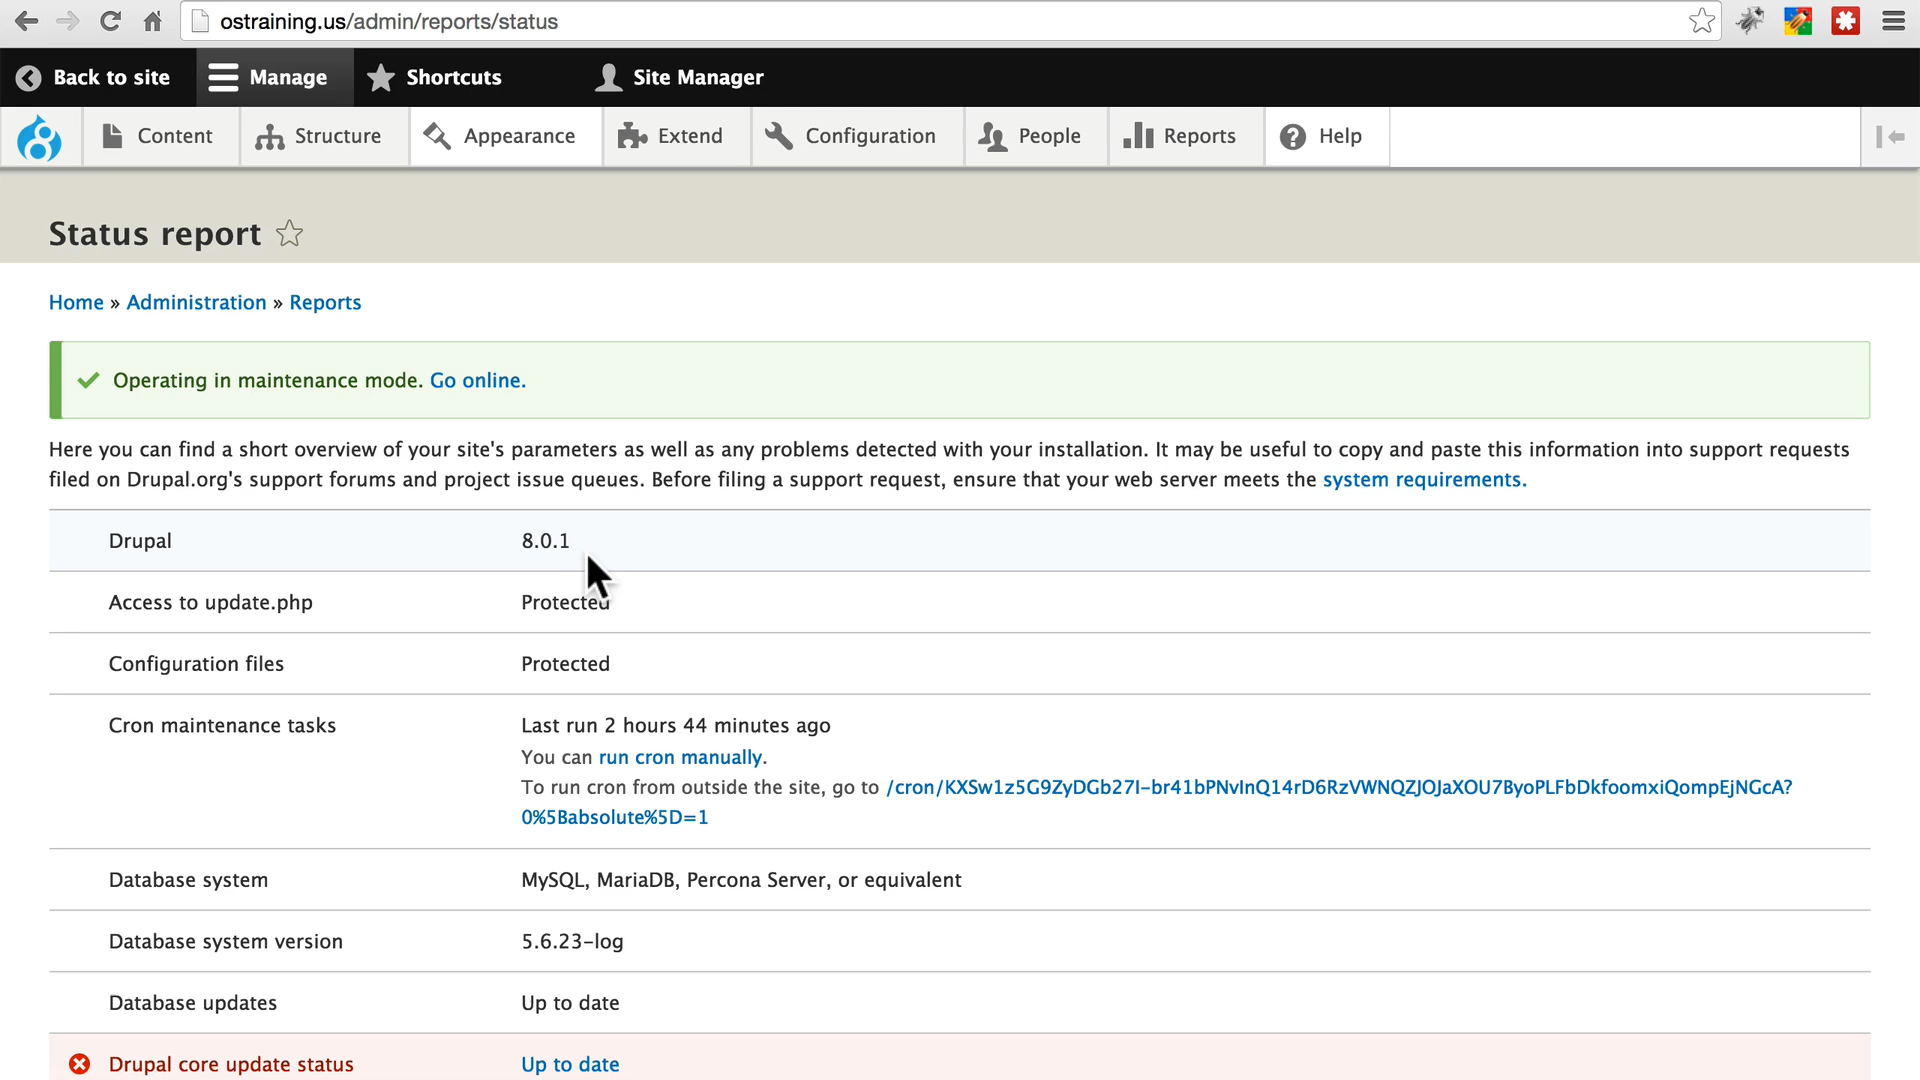 ostraining.us/admin/reports/status
Back to site Manage Shortcuts Site Manager
Content Structure Appearance Extend Configuration People Reports Help
Status report
Home » Administration » Reports
Operating in maintenance mode. Go online.
Here you can find a short overview of your site's parameters as well as any problems detected with your installation. It may be useful to copy and paste this information into support requests
filed on Drupal.org's support forums and project issue queues. Before filing a support request, ensure that your web server meets the system requirements.
Drupal 8.0.1
Access to update.php Protected
Configuration files Protected
Cron maintenance tasks Last run 2 hours 44 minutes ago
You can run cron manually.
To run cron from outside the site, go to /cron/KXSw1z5G9ZyDGb27I-br41bPNvInQ14rD6RzVWNQZJOJaXOU7ByoPLFbDkfoomxiQompEjNGcA?
0%5Babsolute%5D=1
Database system MySQL, MariaDB, Percona Server, or equivalent
Database system version 5.6.23-log
Database updates Up to date
Drupal core update status Up to date